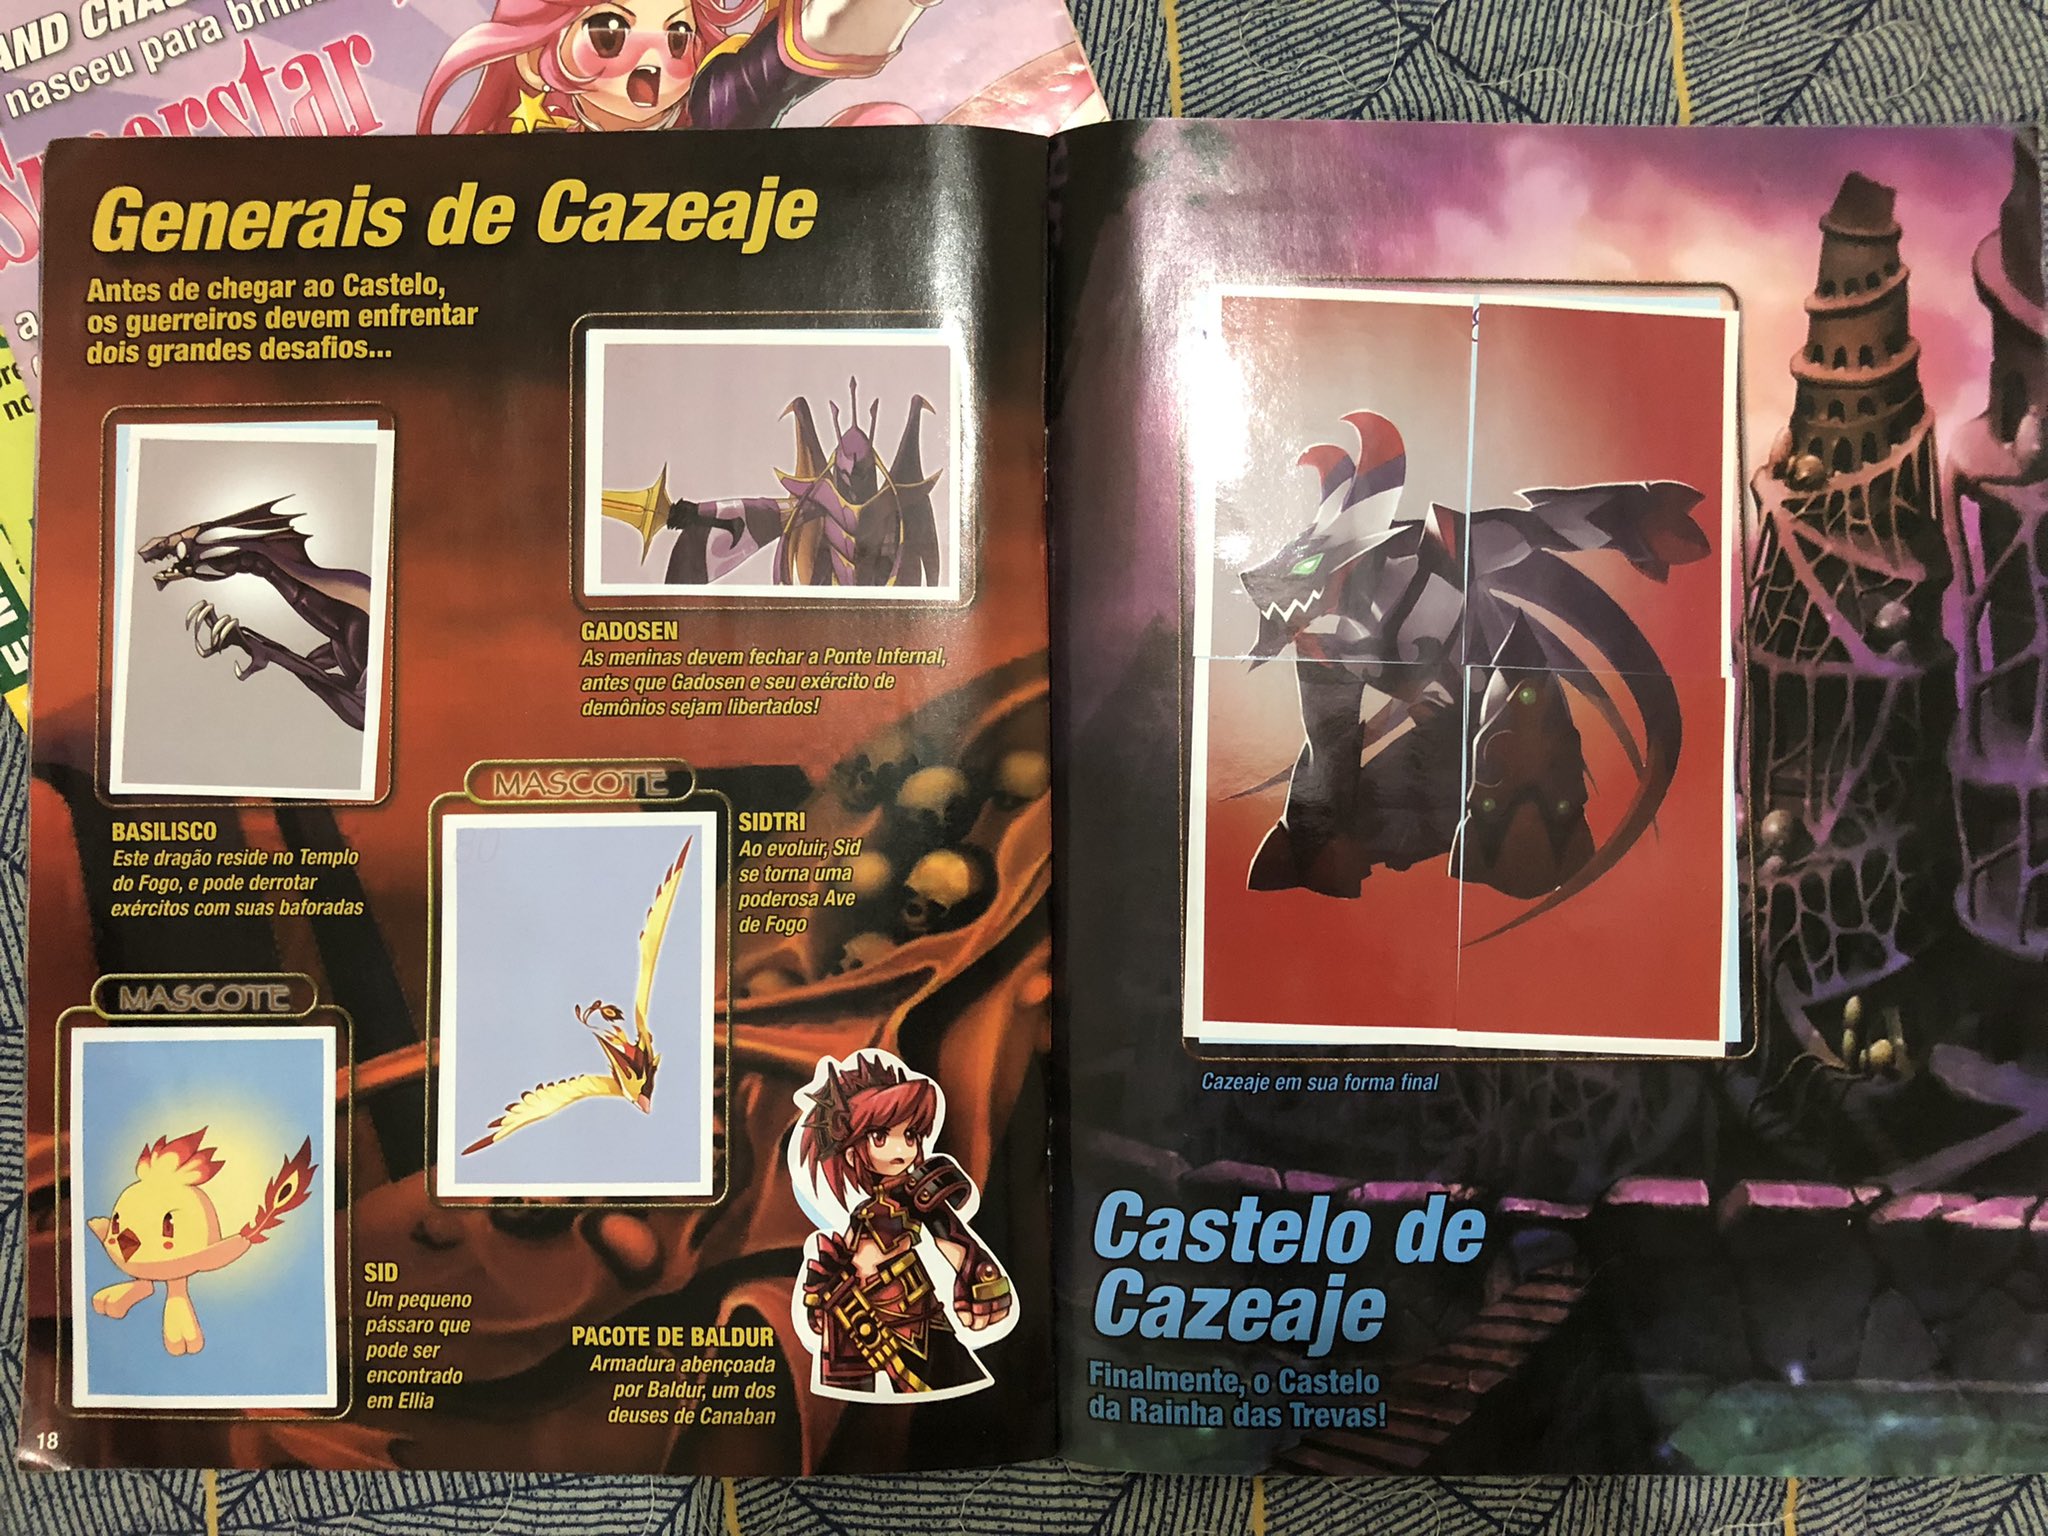 AND CHAS
nasceu para bri
Superstar
Generais de Cazeaje
Antes de chegar ao Castelo,
os guerreiros devem enfrentar
dois grandes desafios...
GADOSEN
As meninas devem fechar a Ponte Infernal,
antes que Gadosen e seu exército de
demônios sejam libertados!
BASILISCO
Este dragão reside no Templo
do Fogo, e pode derrotar
exércitos com suas baforadas
MASCOTE
SIDTRI
Ao evoluir, Sid
se torna uma
poderosa Ave
de Fogo
MASCOTE
SID
Um pequeno
pássaro que
pode ser
encontrado
em Ellia
PACOTE DE BALDUR
Armadura abençoada
por Baldur, um dos
deuses de Canaban
18
Cazeaje em sua forma final
Castelo de
Cazeaje
Finalmente, o Castelo
da Rainha das Trevas!